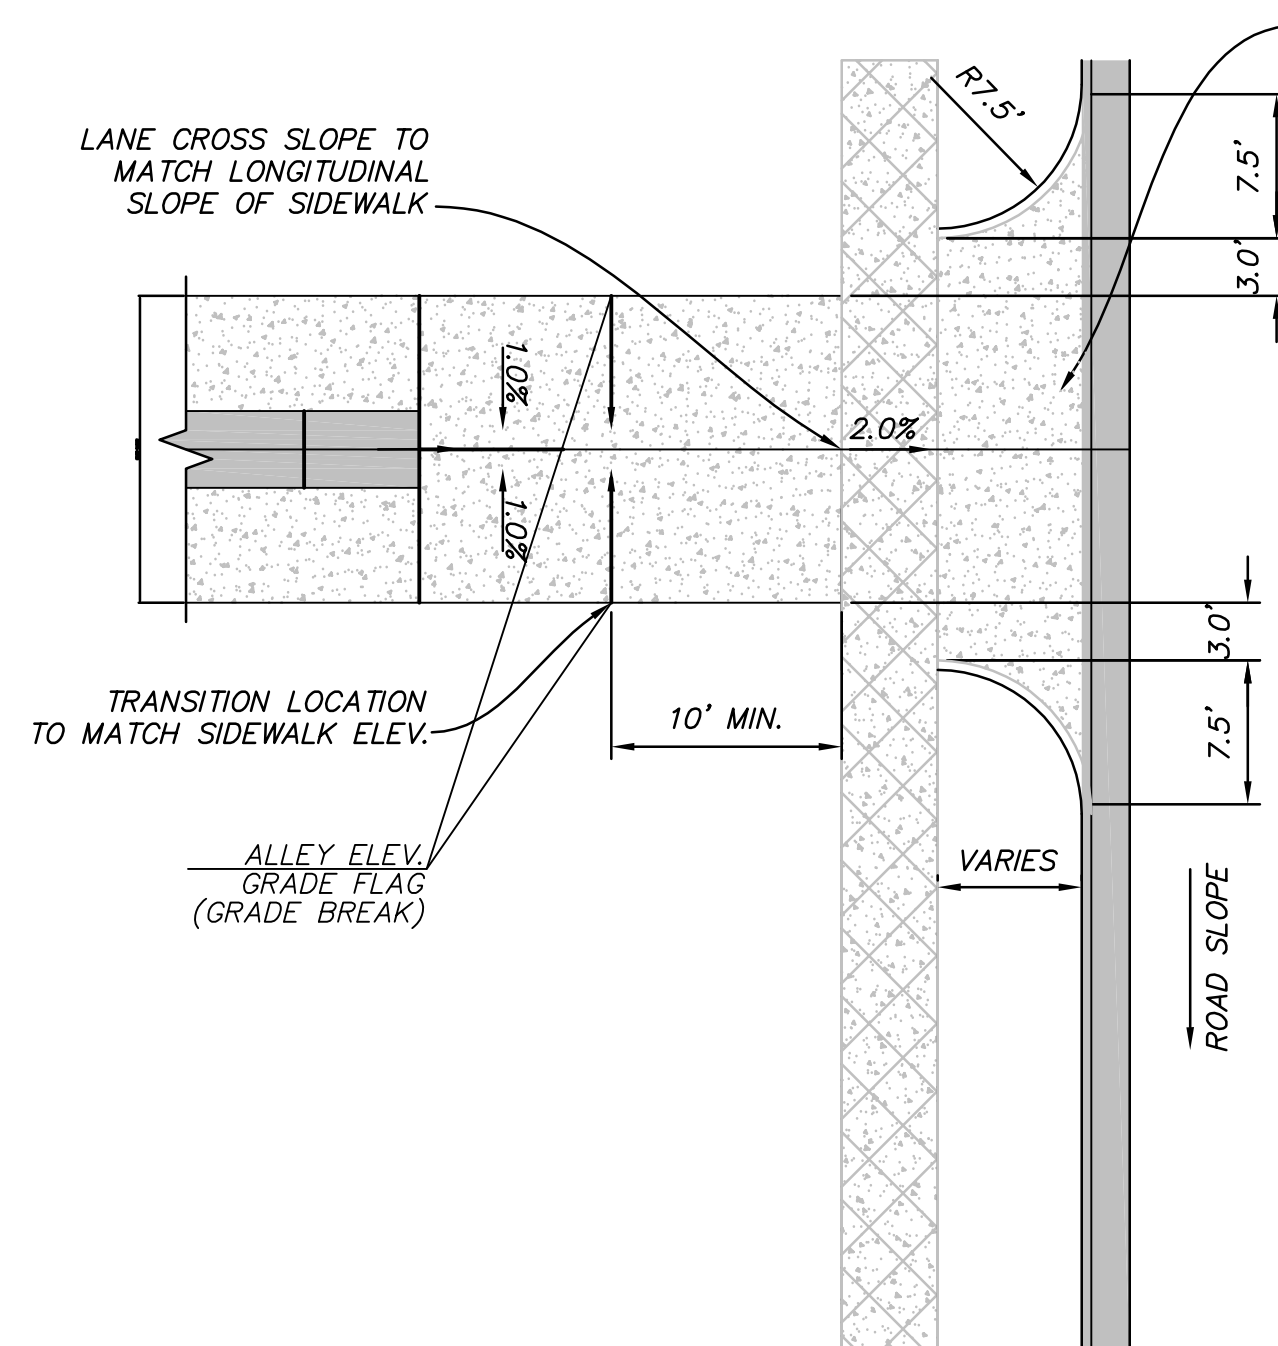 LANE CROSS SLOPE TO
MATCH LONGITUDINAL
SLOPE OF SIDEWALK
R7.5'
7.5'
3.0'
1.0%
2.0%
1.0%
3.0'
TRANSITION LOCATION
TO MATCH SIDEWALK ELEV.
10' MIN.
7.5'
ALLEY ELEV.
GRADE FLAG
(GRADE BREAK)
VARIES
ROAD SLOPE